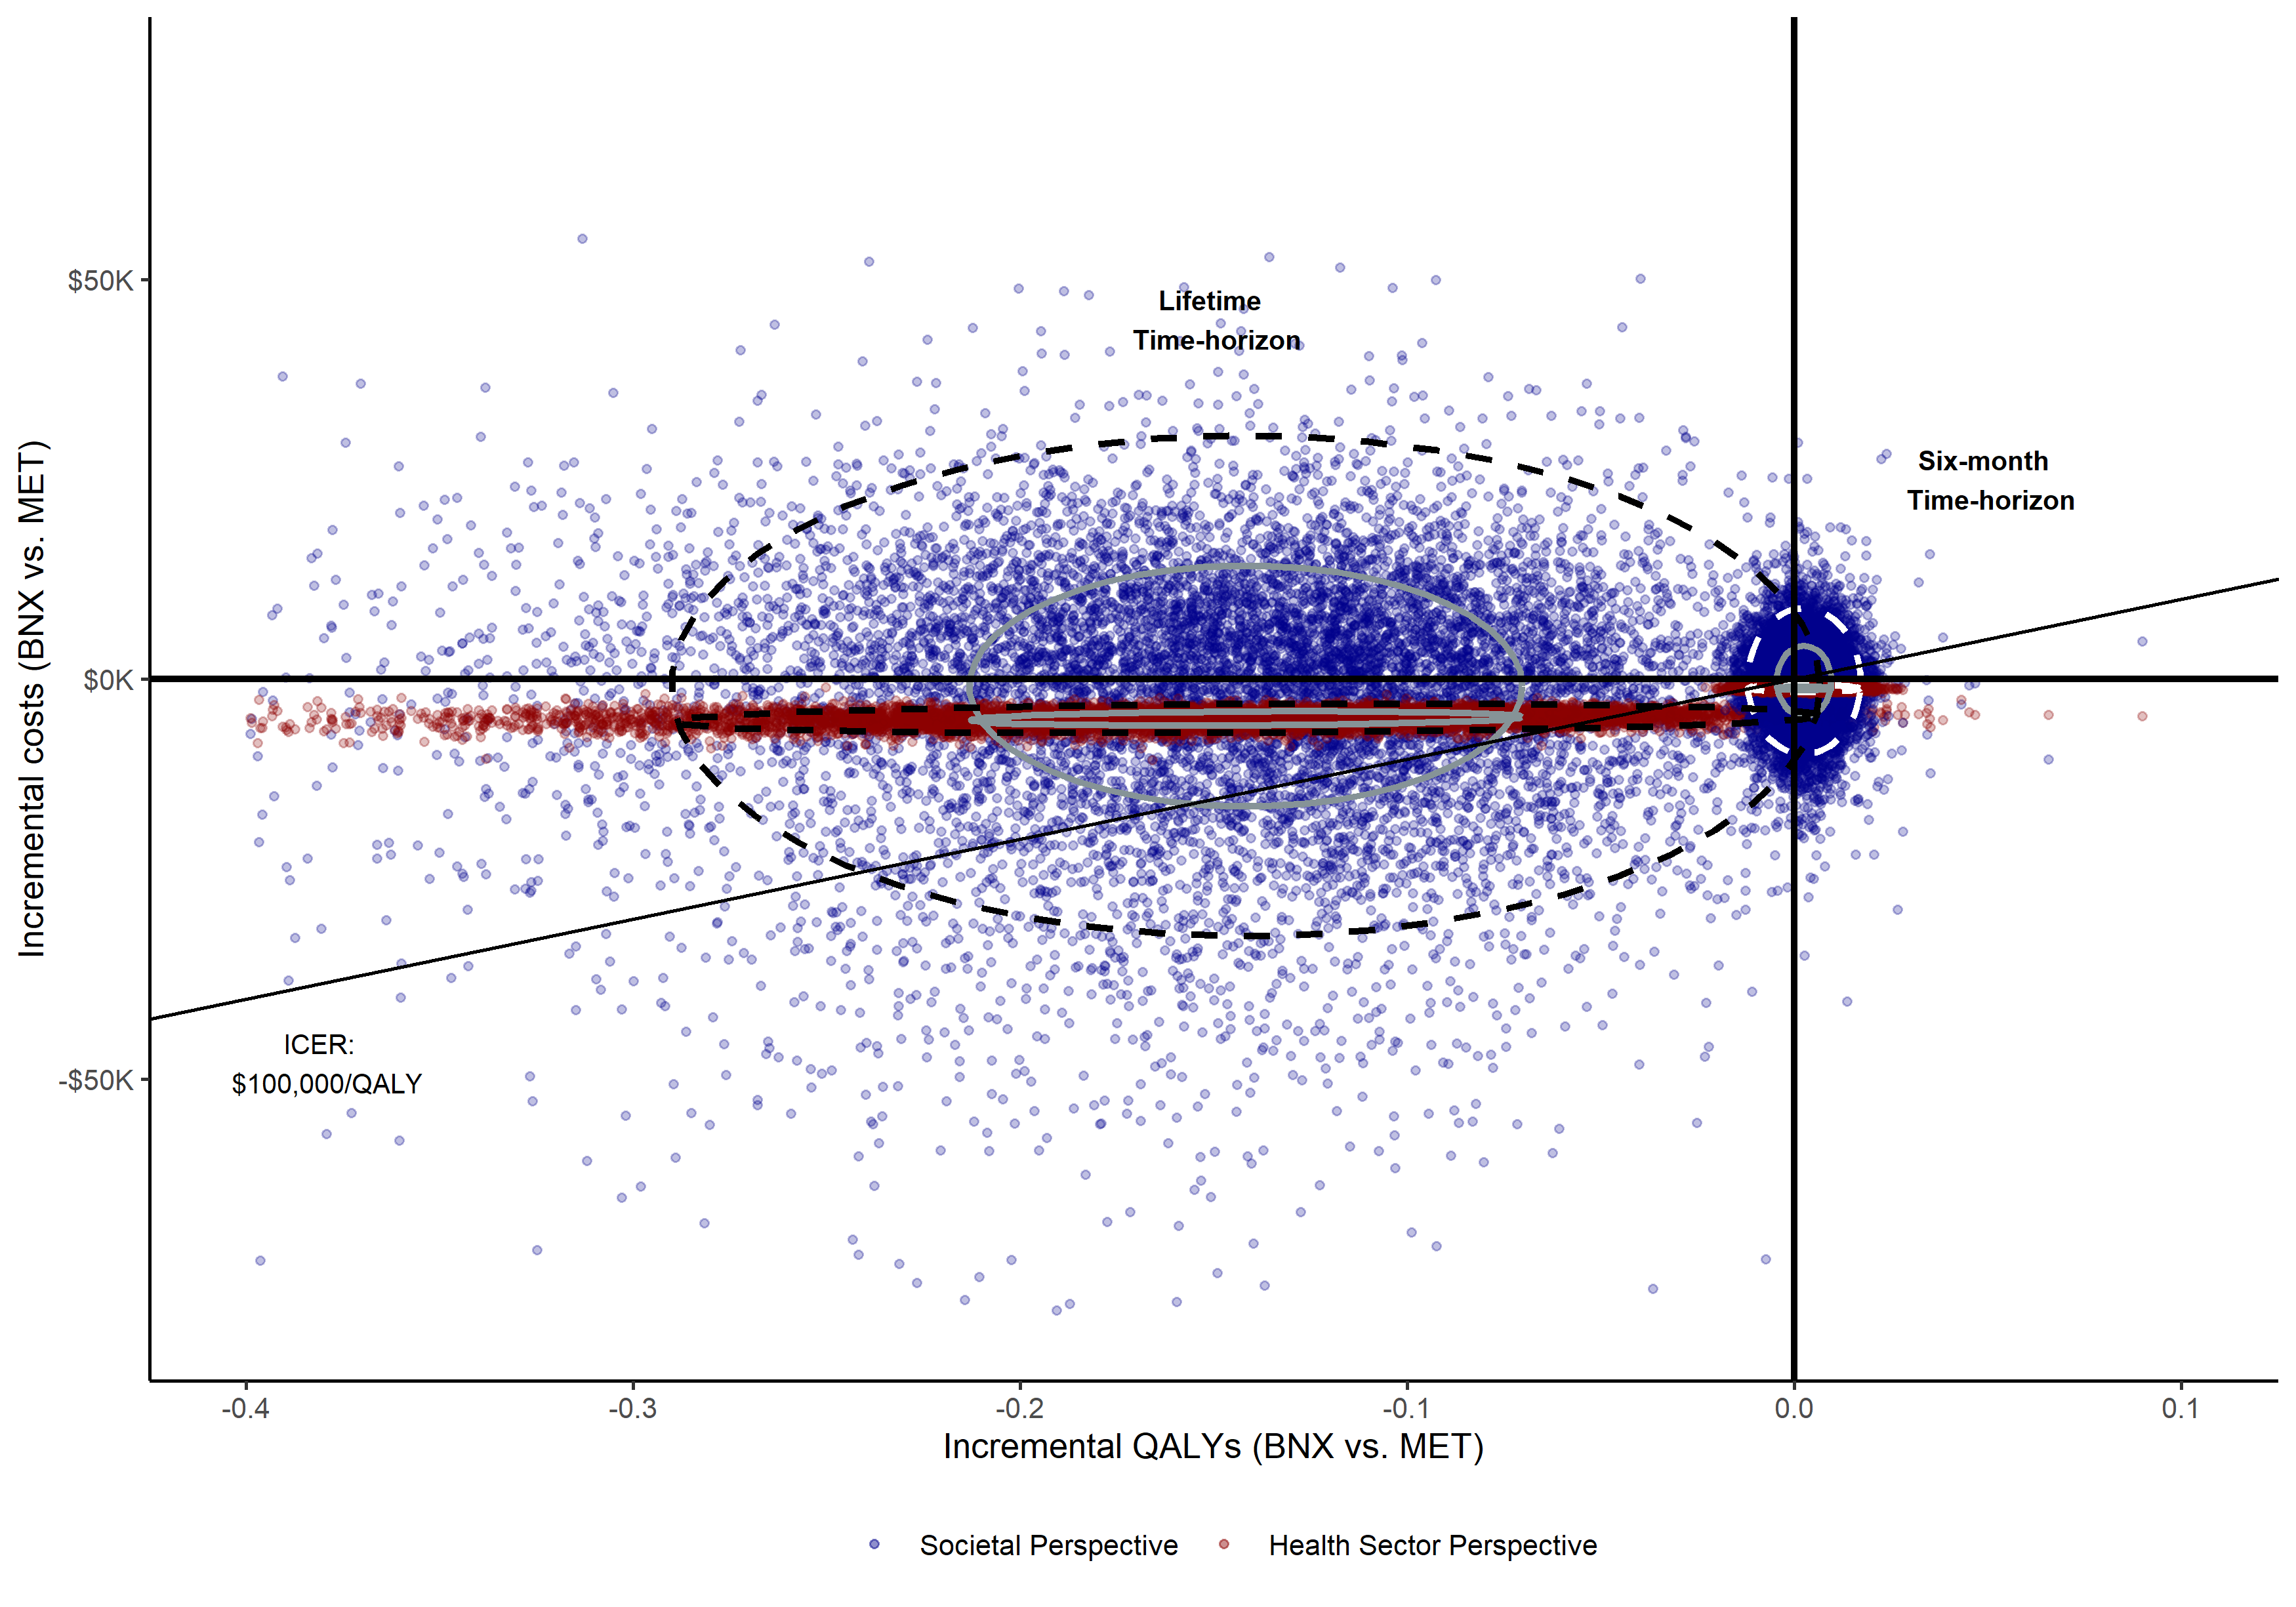 Lifetime
Time-horizon
Six-month
Time-horizon
ICER:
$100,000/QALY
Incremental costs (BNX vs. MET)
$50K
$0K
-$50K
-0.4
-0.3
-0.2
-0.1
0.0
0.1
Incremental QALYs (BNX vs. MET)
Societal Perspective
Health Sector Perspective